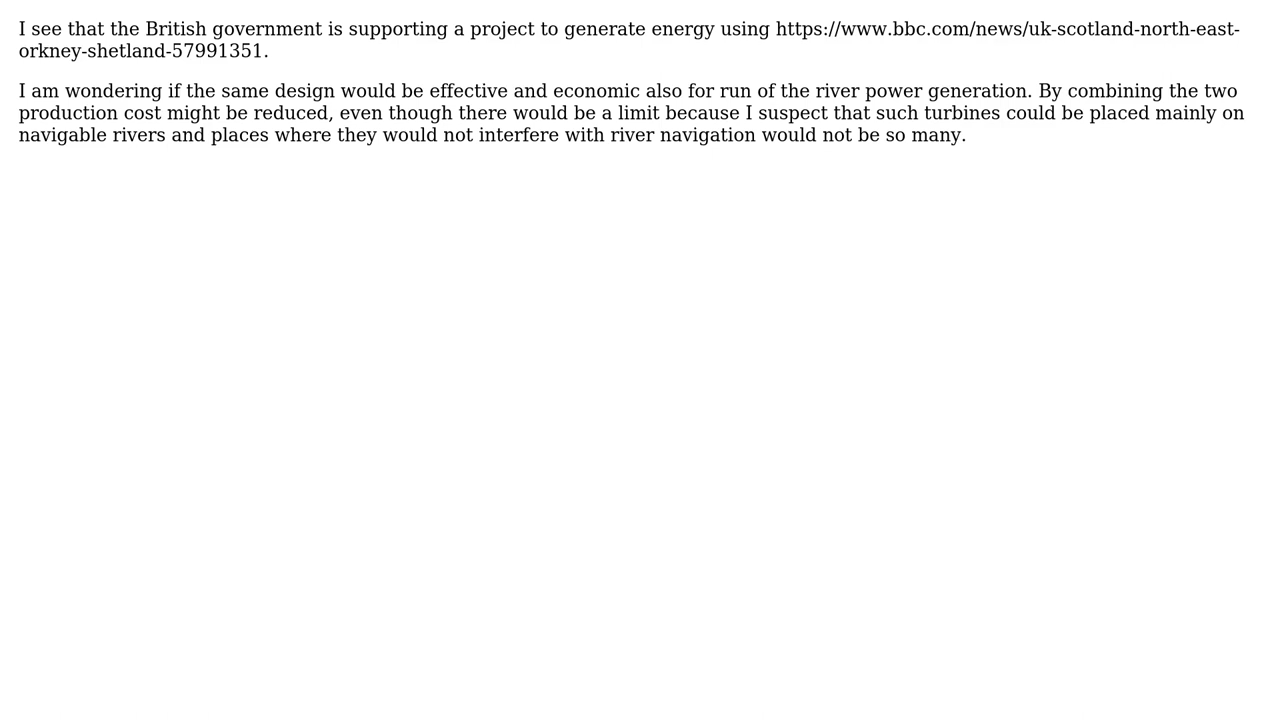 I see that the British government is supporting a project to generate energy using https://www.bbc.com/news/uk-scotland-north-east-
orkney-shetland-57991351.
I am wondering if the same design would be effective and economic also for run of the river power generation. By combining the two
production cost might be reduced, even though there would be a limit because I suspect that such turbines could be placed mainly on
navigable rivers and places where they would not interfere with river navigation would not be so many.